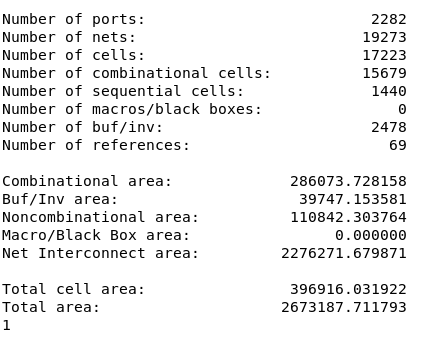 Number of ports: 2282
Number of nets: 19273
Number of cells: 17223
Number of combinational cells: 15679
Number of sequential cells: 1440
Number of macros/black boxes: 0
Number of buf/inv: 2478
Number of references: 69
Combinational area: 286073.728158
Buf/Inv area: 39747.153581
Noncombinational area: 110842.303764
Macro/Black Box area: 0.000000
Net Interconnect area: 2276271.679871
Total cell area: 396916.031922
Total area: 2673187.711793
1